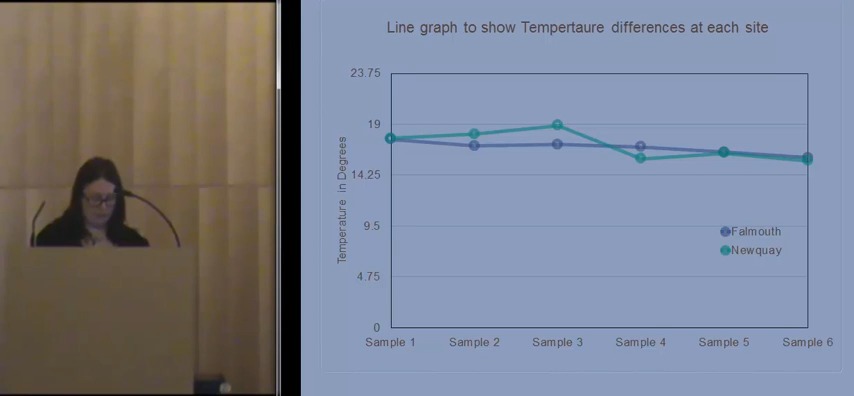 Line graph to show Tempertaure differences at each site
23.75
19
14.25
9.5
4.75
0
Temperature in Degrees
Falmouth
Newquay
Sample 1 Sample 2 Sample 3 Sample 4 Sample 5 Sample 6